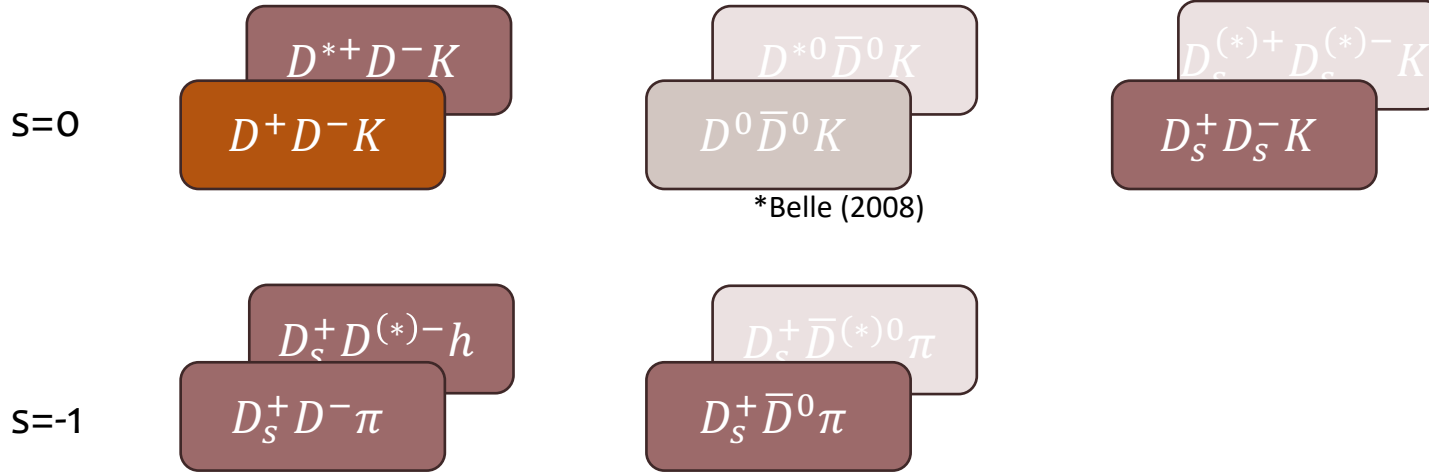 D*+D−K
D*0D̅0K
Ds(*)+Ds(*)−K
s=0
D+D−K
D0D̅0K
Ds+Ds−K
*Belle (2008)
Ds+D(*)−h
Ds+D̅(*)0π
s=-1
Ds+D−π
Ds+D̅0π